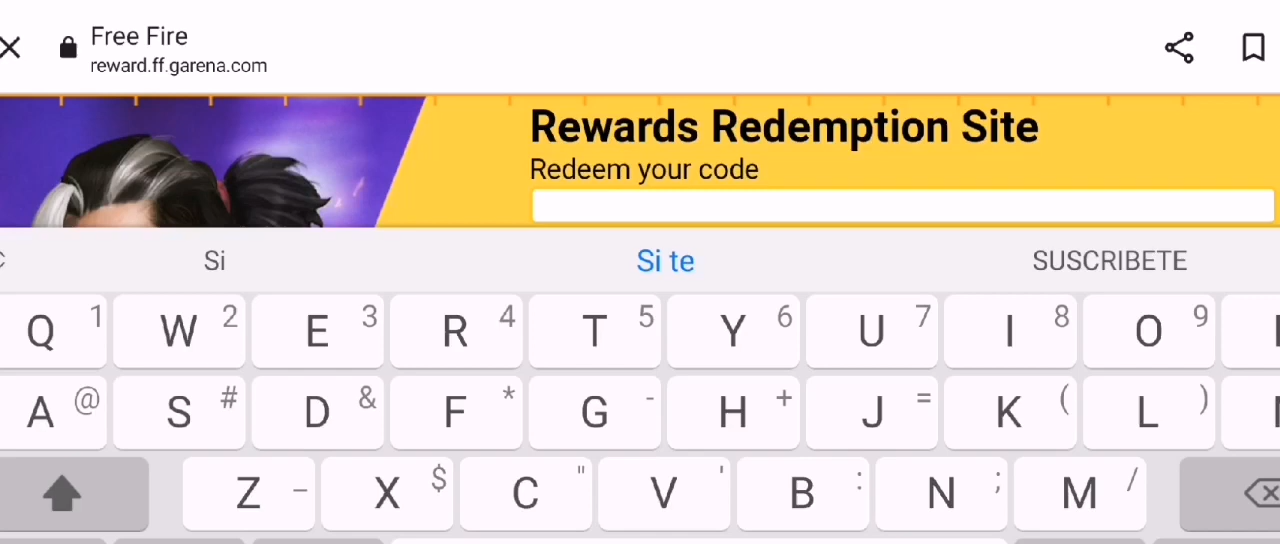 Free Fire
reward.ff.garena.com
Rewards Redemption Site
Redeem your code
Si Si te SUSCRIBETE
Q 1 W 2 E 3 R 4 T 5 Y 6 U 7 I 8 O 9
A @ S # D & F * G - H + J = K ( L )
Z _ X $ C " V ' B : N ; M /